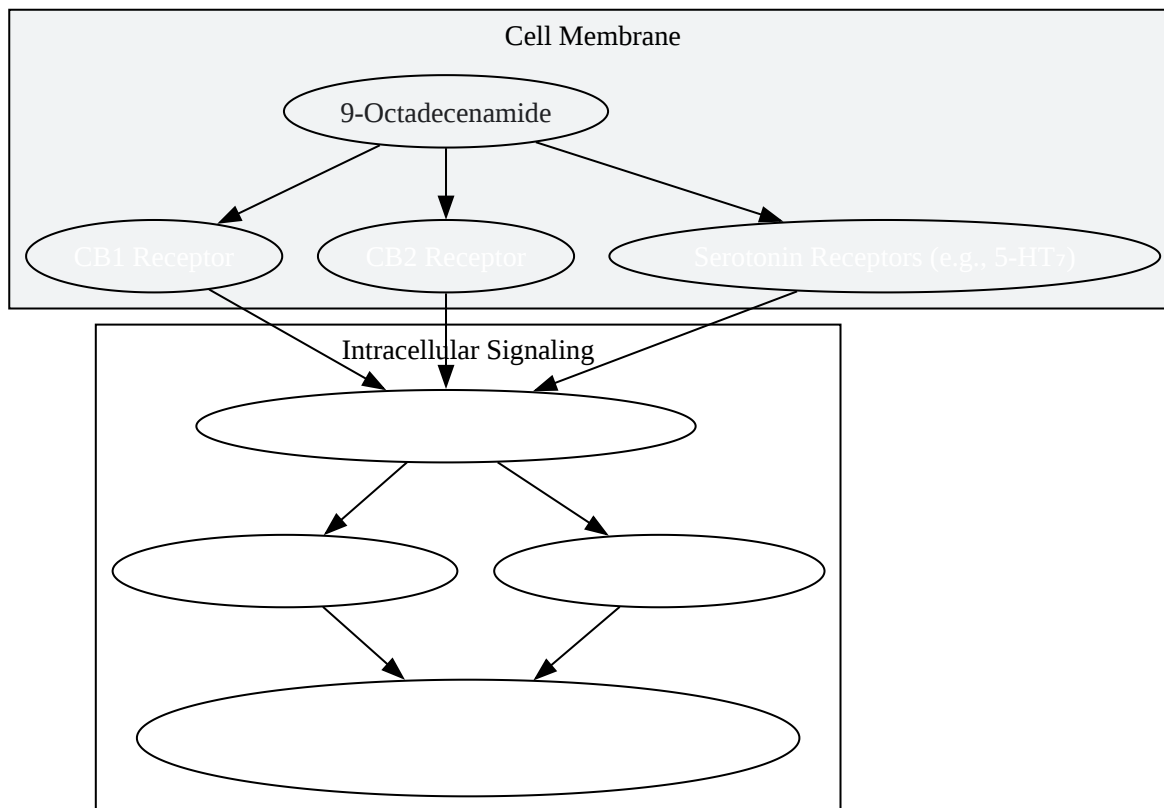 Cell Membrane
9-Octadecenamide
CB1 Receptor
CB2 Receptor
Serotonin Receptors (e.g., 5-HT₇)
Intracellular Signaling